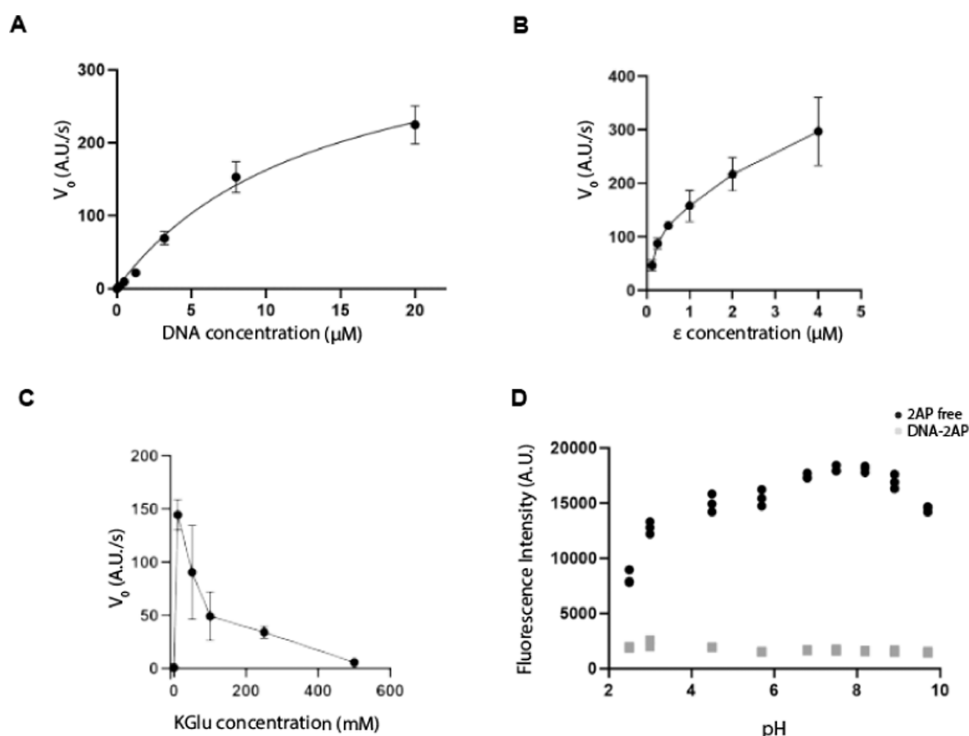 A
V₀ (A.U./s)
300
200
100
0
0 5 10 15 20
DNA concentration (µM)
B
V₀ (A.U./s)
400
300
200
100
0
0 1 2 3 4 5
ε concentration (µM)
C
V₀ (A.U./s)
200
150
100
50
0
0 200 400 600
KGlu concentration (mM)
D
2AP free
DNA-2AP
Fluorescence Intensity (A.U.)
20000
15000
10000
5000
0
2 4 6 8 10
pH